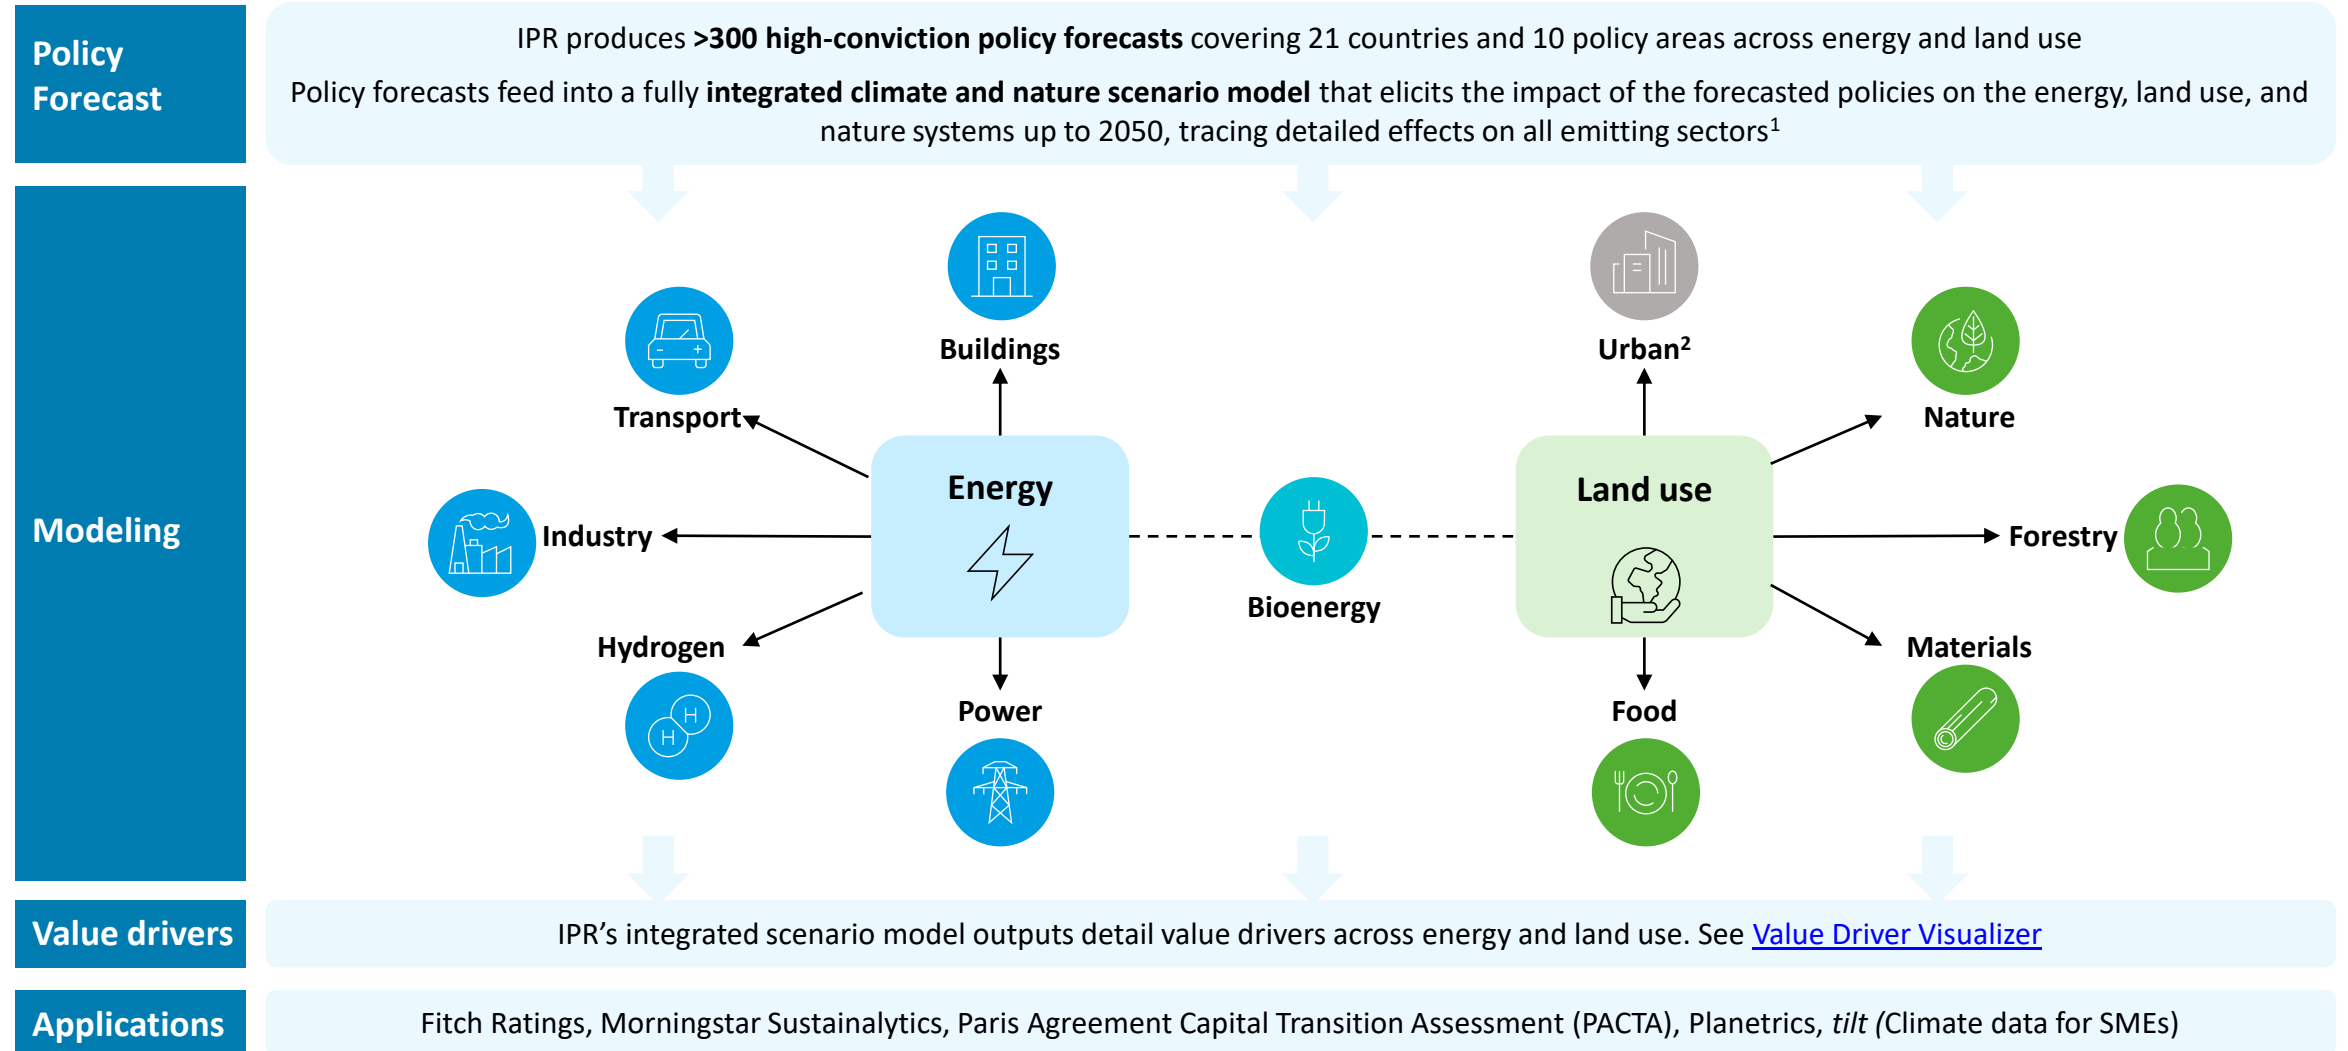 Policy
Forecast
IPR produces >300 high-conviction policy forecasts covering 21 countries and 10 policy areas across energy and land use
Policy forecasts feed into a fully integrated climate and nature scenario model that elicits the impact of the forecasted policies on the energy, land use, and
nature systems up to 2050, tracing detailed effects on all emitting sectors¹
Modeling
Buildings
Urban²
Transport
Nature
Energy
Land use
Industry
Forestry
Bioenergy
Hydrogen
Materials
H
H
Power
Food
Value drivers
IPR’s integrated scenario model outputs detail value drivers across energy and land use. See Value Driver Visualizer
Applications
Fitch Ratings, Morningstar Sustainalytics, Paris Agreement Capital Transition Assessment (PACTA), Planetrics, tilt (Climate data for SMEs)